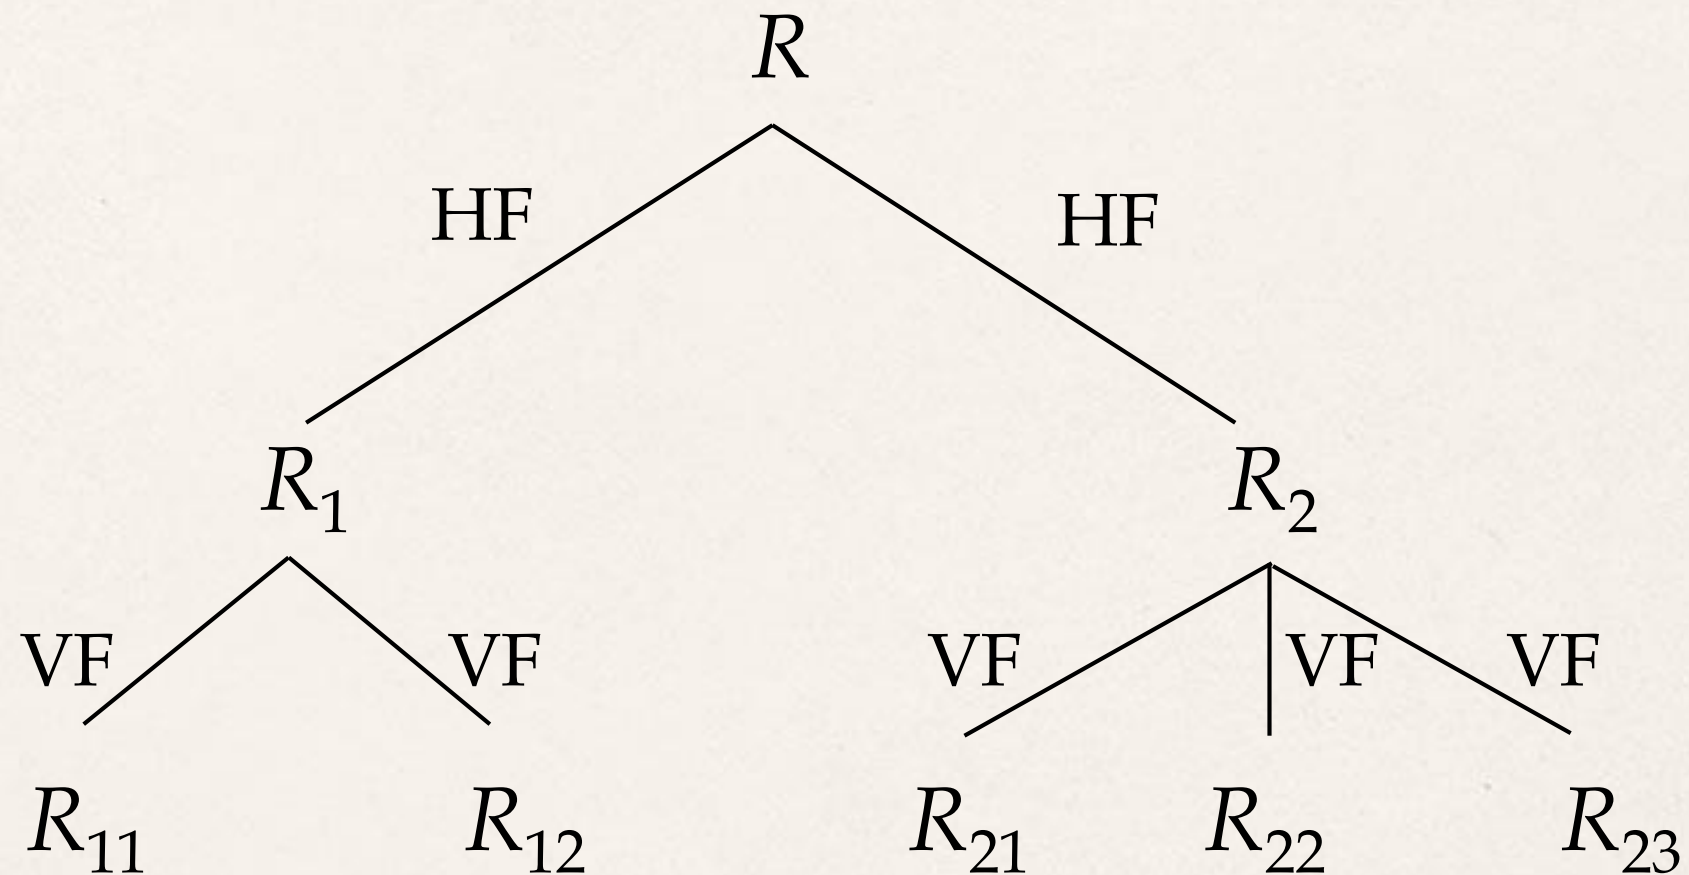 R
HF HF
R₁ R₂
VF VF VF VF VF
R₁₁ R₁₂ R₂₁ R₂₂ R₂₃